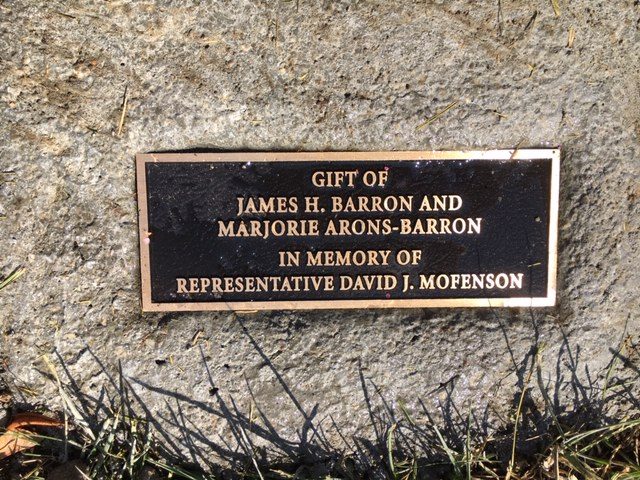 GIFT OF
JAMES H. BARRON AND
MARJORIE ARONS-BARRON
IN MEMORY OF
REPRESENTATIVE DAVID J. MOFENSON